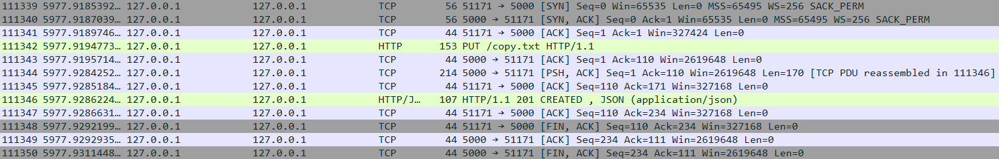 111339 5977.9185392… 127.0.0.1 127.0.0.1 TCP 56 51171 → 5000 [SYN] Seq=0 Win=65535 Len=0 MSS=65495 WS=256 SACK_PERM
111340 5977.9187039… 127.0.0.1 127.0.0.1 TCP 56 5000 → 51171 [SYN, ACK] Seq=0 Ack=1 Win=65535 Len=0 MSS=65495 WS=256 SACK_PERM
111341 5977.9189746… 127.0.0.1 127.0.0.1 TCP 44 51171 → 5000 [ACK] Seq=1 Ack=1 Win=327424 Len=0
111342 5977.9194773… 127.0.0.1 127.0.0.1 HTTP 153 PUT /copy.txt HTTP/1.1
111343 5977.9195714… 127.0.0.1 127.0.0.1 TCP 44 5000 → 51171 [ACK] Seq=1 Ack=110 Win=2619648 Len=0
111344 5977.9284252… 127.0.0.1 127.0.0.1 TCP 214 5000 → 51171 [PSH, ACK] Seq=1 Ack=110 Win=2619648 Len=170 [TCP PDU reassembled in 111346]
111345 5977.9285184… 127.0.0.1 127.0.0.1 TCP 44 51171 → 5000 [ACK] Seq=110 Ack=171 Win=327168 Len=0
111346 5977.9286224… 127.0.0.1 127.0.0.1 HTTP/J… 107 HTTP/1.1 201 CREATED , JSON (application/json)
111347 5977.9286631… 127.0.0.1 127.0.0.1 TCP 44 51171 → 5000 [ACK] Seq=110 Ack=234 Win=327168 Len=0
111348 5977.9292199… 127.0.0.1 127.0.0.1 TCP 44 51171 → 5000 [FIN, ACK] Seq=110 Ack=234 Win=327168 Len=0
111349 5977.9292935… 127.0.0.1 127.0.0.1 TCP 44 5000 → 51171 [ACK] Seq=234 Ack=111 Win=2619648 Len=0
111350 5977.9311448… 127.0.0.1 127.0.0.1 TCP 44 5000 → 51171 [FIN, ACK] Seq=234 Ack=111 Win=2619648 Len=0